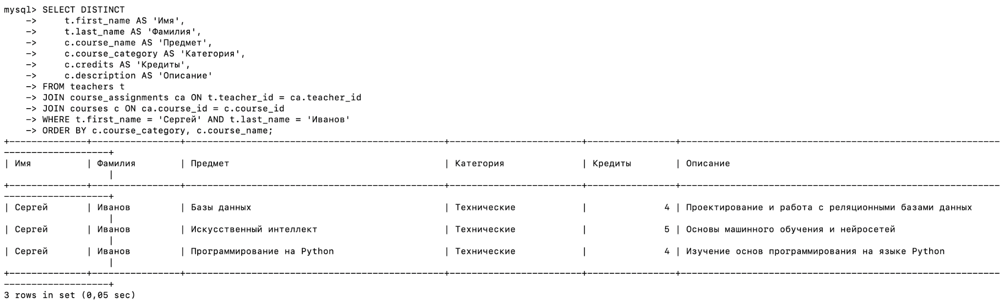 mysql> SELECT DISTINCT
    ->     t.first_name AS 'Имя',
    ->     t.last_name AS 'Фамилия',
    ->     c.course_name AS 'Предмет',
    ->     c.course_category AS 'Категория',
    ->     c.credits AS 'Кредиты',
    ->     c.description AS 'Описание'
    -> FROM teachers t
    -> JOIN course_assignments ca ON t.teacher_id = ca.teacher_id
    -> JOIN courses c ON ca.course_id = c.course_id
    -> WHERE t.first_name = 'Сергей' AND t.last_name = 'Иванов'
    -> ORDER BY c.course_category, c.course_name;
+--------------+----------------+-----------------------------------------------+------------------------+----------------+----------------------------------------------------------
-------------------+
| Имя          | Фамилия        | Предмет                                       | Категория              | Кредиты        | Описание
                   |
+--------------+----------------+-----------------------------------------------+------------------------+----------------+----------------------------------------------------------
-------------------+
| Сергей       | Иванов         | Базы данных                                   | Технические            |              4 | Проектирование и работа с реляционными базами данных
                   |
| Сергей       | Иванов         | Искусственный интеллект                       | Технические            |              5 | Основы машинного обучения и нейросетей
                   |
| Сергей       | Иванов         | Программирование на Python                    | Технические            |              4 | Изучение основ программирования на языке Python
                   |
+--------------+----------------+-----------------------------------------------+------------------------+----------------+----------------------------------------------------------
-------------------+
3 rows in set (0,05 sec)